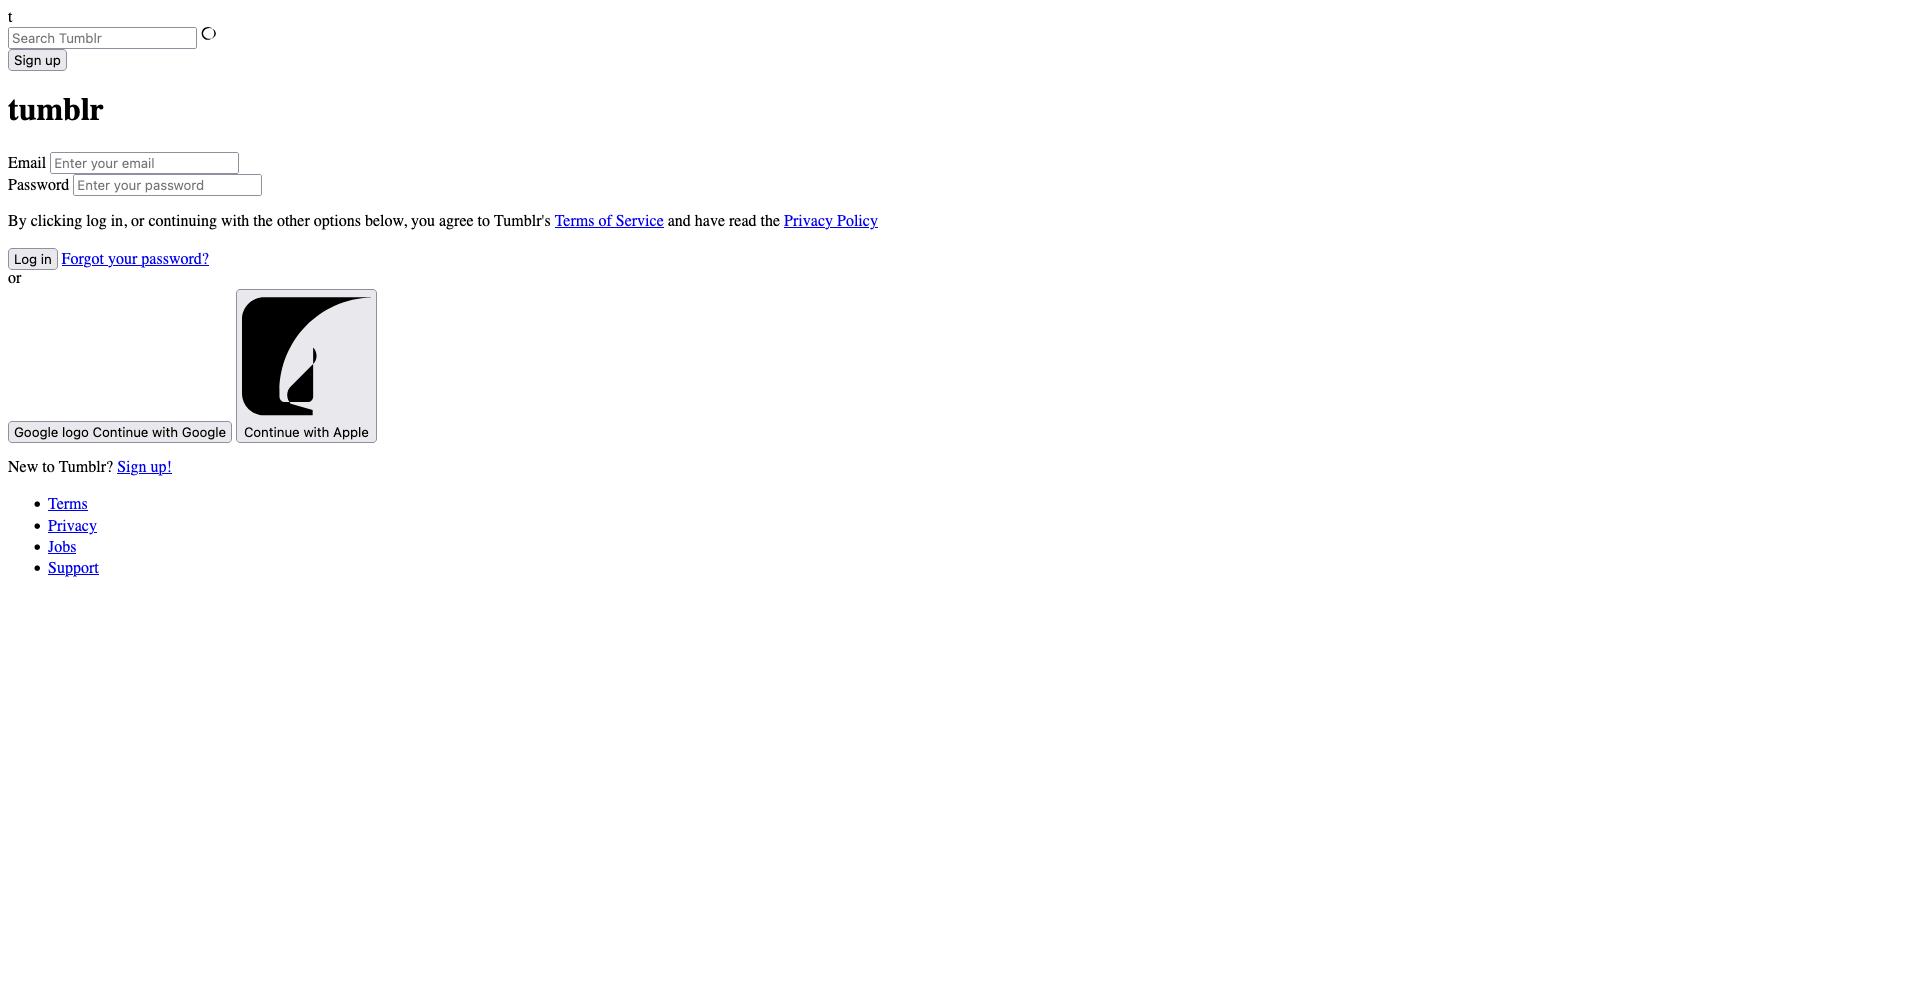 t
Search Tumblr
Sign up
tumblr
Email Enter your email
Password Enter your password
By clicking log in, or continuing with the other options below, you agree to Tumblr's Terms of Service and have read the Privacy Policy
Log in Forgot your password?
or
Google logo Continue with Google Continue with Apple
New to Tumblr? Sign up!
Terms
Privacy
Jobs
Support